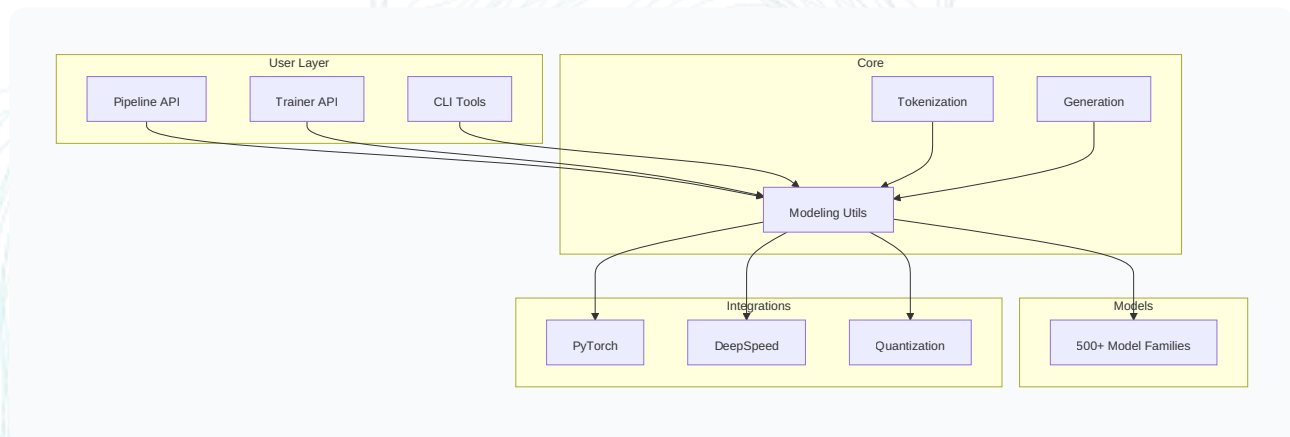 User Layer
Pipeline API
Trainer API
CLI Tools
Core
Tokenization
Generation
Modeling Utils
Integrations
PyTorch
DeepSpeed
Quantization
Models
500+ Model Families